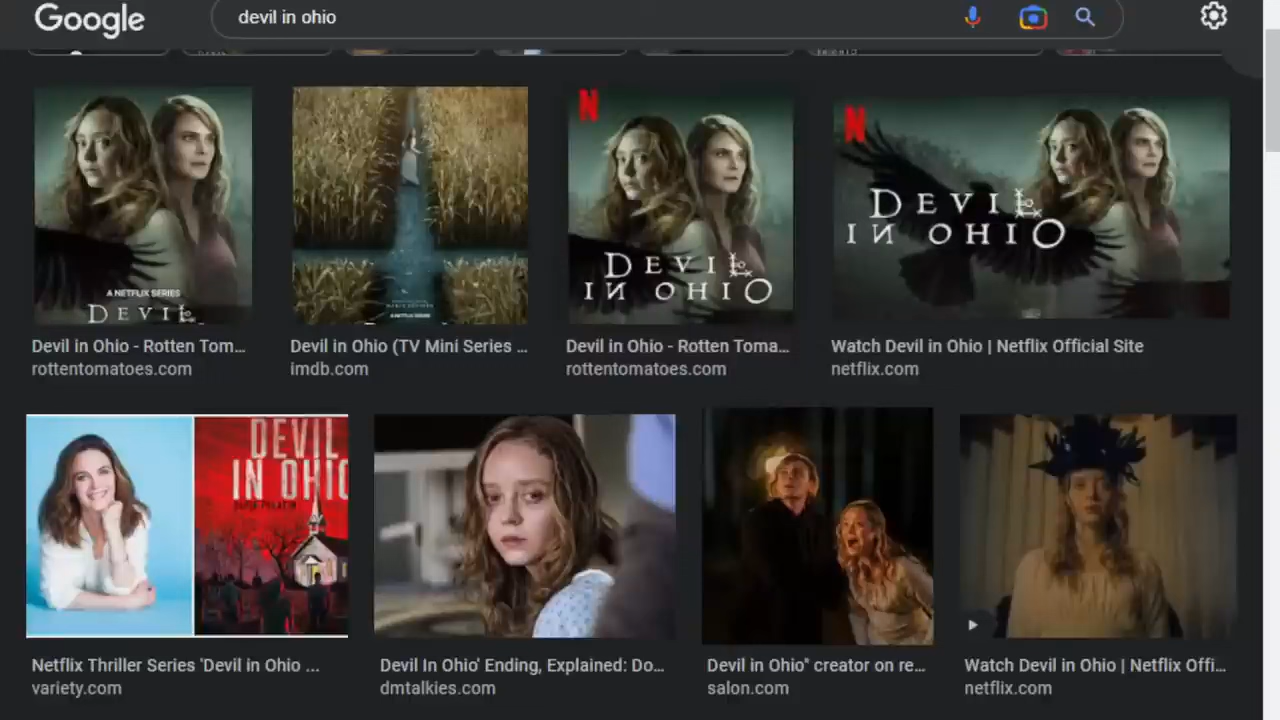 Google
devil in ohio
N
N
DEVIL
IN OHIO
A NETFLIX SERIES
DEVIL
DEVIL
IN OHIO
A NETFLIX SERIES
Devil in Ohio - Rotten Tom...
rottentomatoes.com
Devil in Ohio (TV Mini Series ...
imdb.com
Devil in Ohio - Rotten Toma...
rottentomatoes.com
Watch Devil in Ohio | Netflix Official Site
netflix.com
DEVIL
IN OHIO
DARIA POLATIN
Netflix Thriller Series 'Devil in Ohio ...
variety.com
Devil In Ohio' Ending, Explained: Do...
dmtalkies.com
Devil in Ohio" creator on re...
salon.com
Watch Devil in Ohio | Netflix Offi...
netflix.com